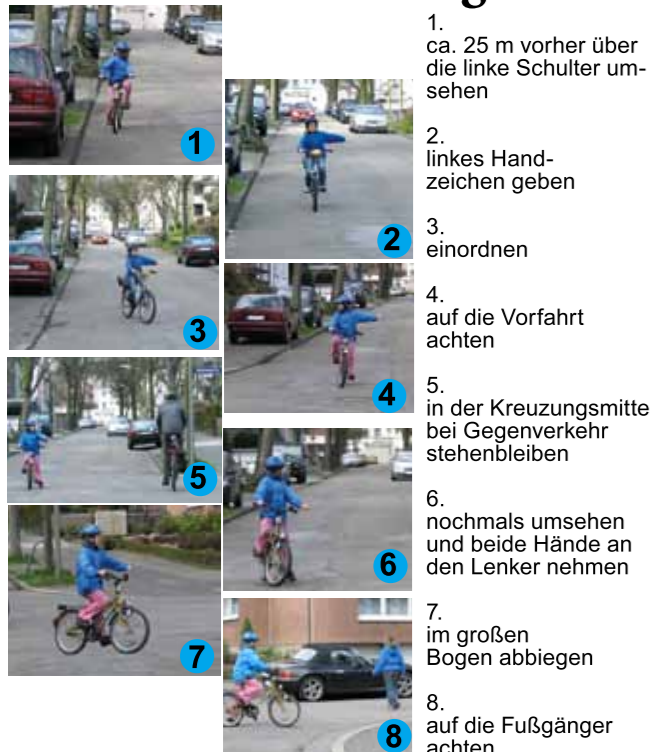 g
1.
ca. 25 m vorher über
die linke Schulter um-
sehen
2.
linkes Hand-
zeichen geben
3.
einordnen
4.
auf die Vorfahrt
achten
5.
in der Kreuzungsmitte
bei Gegenverkehr
stehenbleiben
6.
nochmals umsehen
und beide Hände an
den Lenker nehmen
7.
im großen
Bogen abbiegen
8.
auf die Fußgänger
achten
1
2
3
4
5
6
7
8